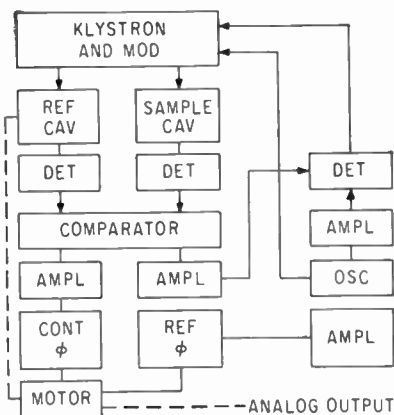 KLYSTRON
AND MOD
REF
CAV
SAMPLE
CAV
DET
DET
DET
COMPARATOR
AMPL
AMPL
AMPL
OSC
CONT
φ
REF
φ
AMPL
MOTOR
ANALOG OUTPUT